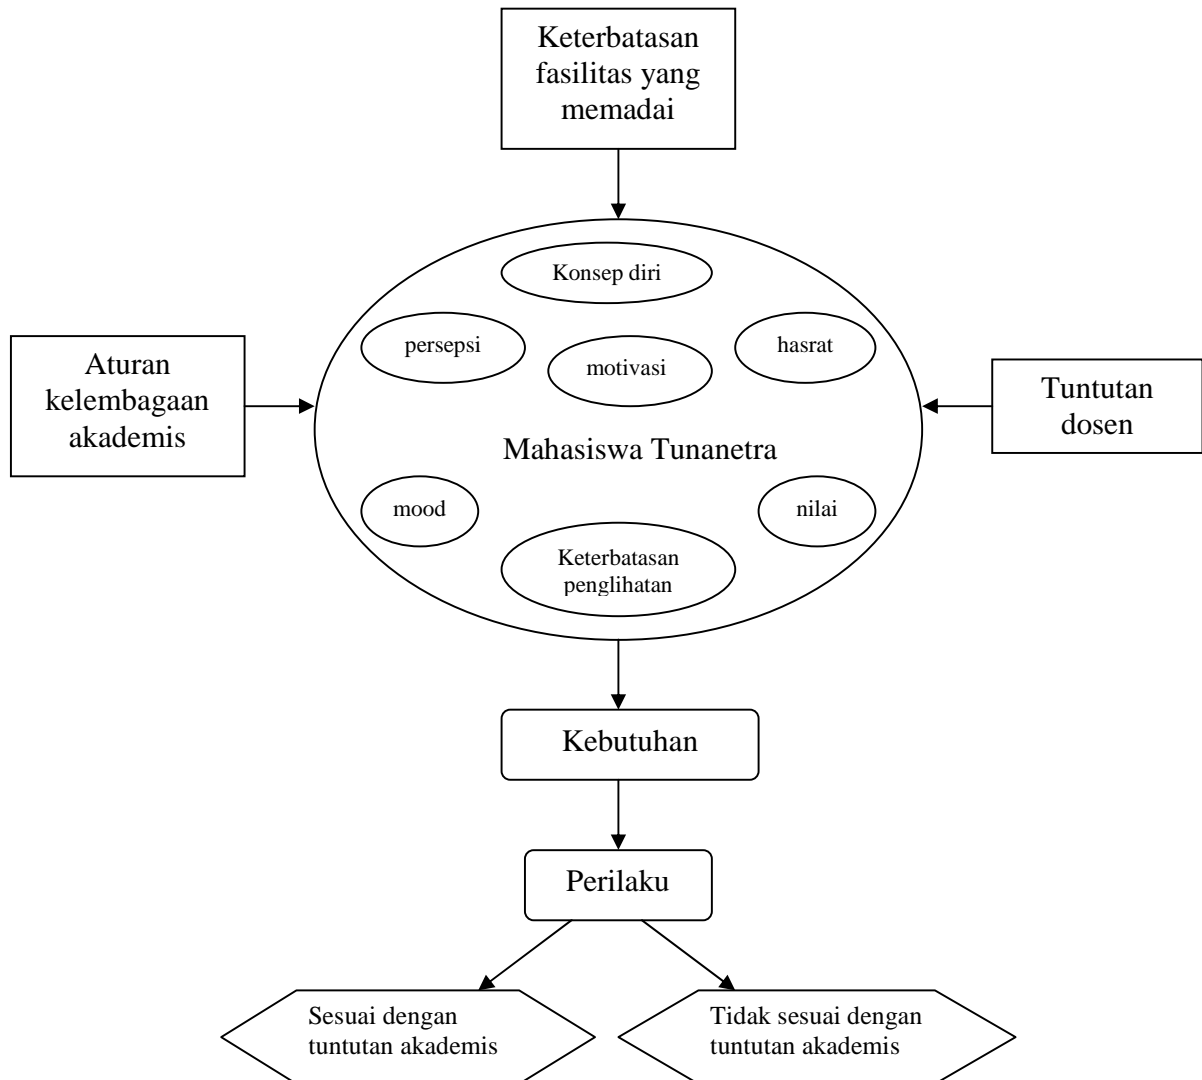 Keterbatasan
fasilitas yang
memadai
Konsep diri
persepsi
motivasi
hasrat
Aturan
kelembagaan
akademis
Tuntutan
dosen
Mahasiswa Tunanetra
mood
nilai
Keterbatasan
penglihatan
Kebutuhan
Perilaku
Sesuai dengan
tuntutan akademis
Tidak sesuai dengan
tuntutan akademis